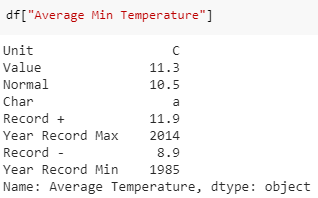 df["Average Min Temperature"]
Unit C
Value 11.3
Normal 10.5
Char a
Record + 11.9
Year Record Max 2014
Record - 8.9
Year Record Min 1985
Name: Average Temperature, dtype: object